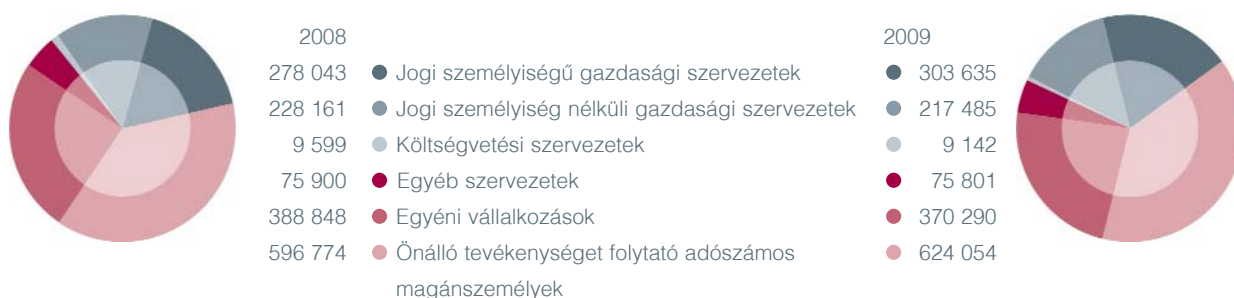 2008 2009
278 043 Jogi személyiségű gazdasági szervezetek 303 635
228 161 Jogi személyiség nélküli gazdasági szervezetek 217 485
9 599 Költségvetési szervezetek 9 142
75 900 Egyéb szervezetek 75 801
388 848 Egyéni vállalkozások 370 290
596 774 Önálló tevékenységet folytató adószámos 624 054
magánszemélyek